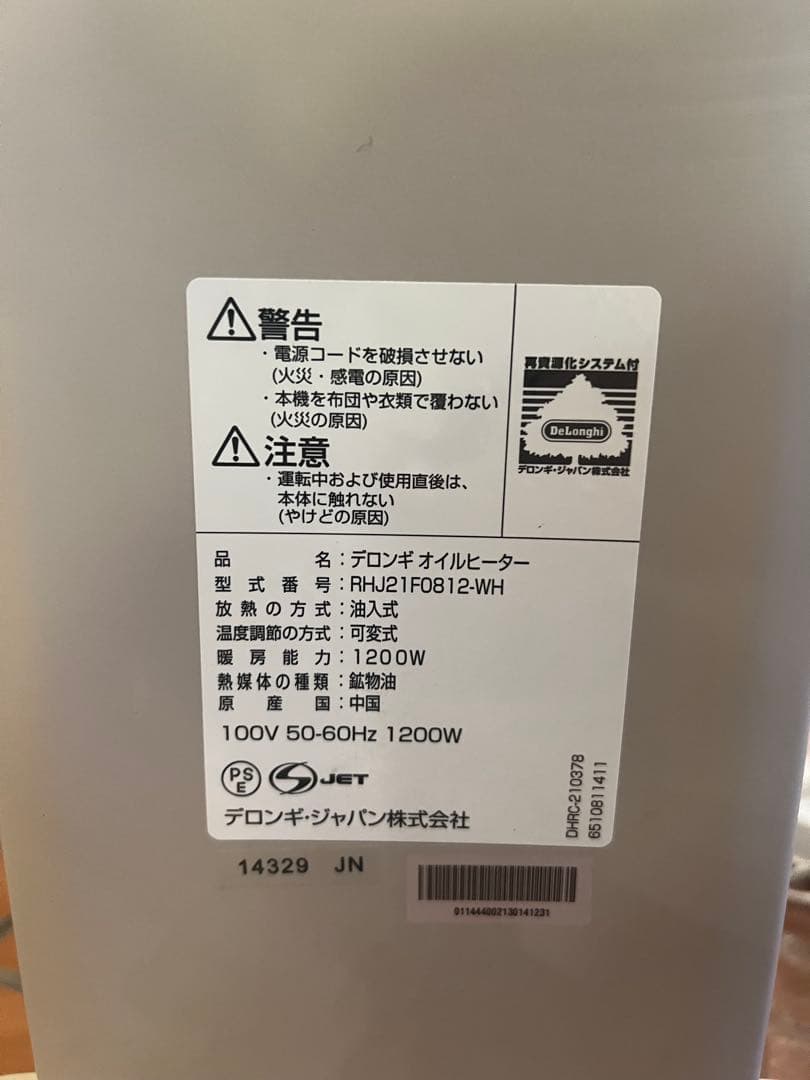 警告
・電源コードを破損させない
(火災・感電の原因)
・本機を布団や衣類で覆わない
(火災の原因)
注意
・運転中および使用直後は、
本体に触れない
(やけどの原因)
再資源化システム付
DeLonghi
デロンギ・ジャパン株式会社
品名：デロンギ オイルヒーター
型式番号：RHJ21F0812-WH
放熱の方式：油入式
温度調節の方式：可変式
暖房能力：1200W
熱媒体の種類：鉱物油
原産国：中国
100V 50-60Hz 1200W
PSE
JET
デロンギ・ジャパン株式会社
DHRC-210378
6510811411
14329 JN
011444002130141231